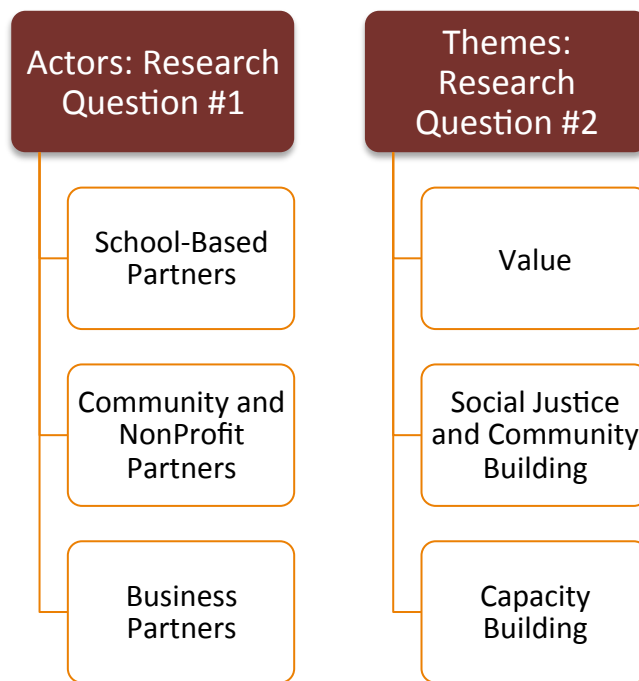 Actors: Research
Question #1
School-Based
Partners
Community and
NonProfit
Partners
Business
Partners
Themes:
Research
Question #2
Value
Social Justice
and Community
Building
Capacity
Building